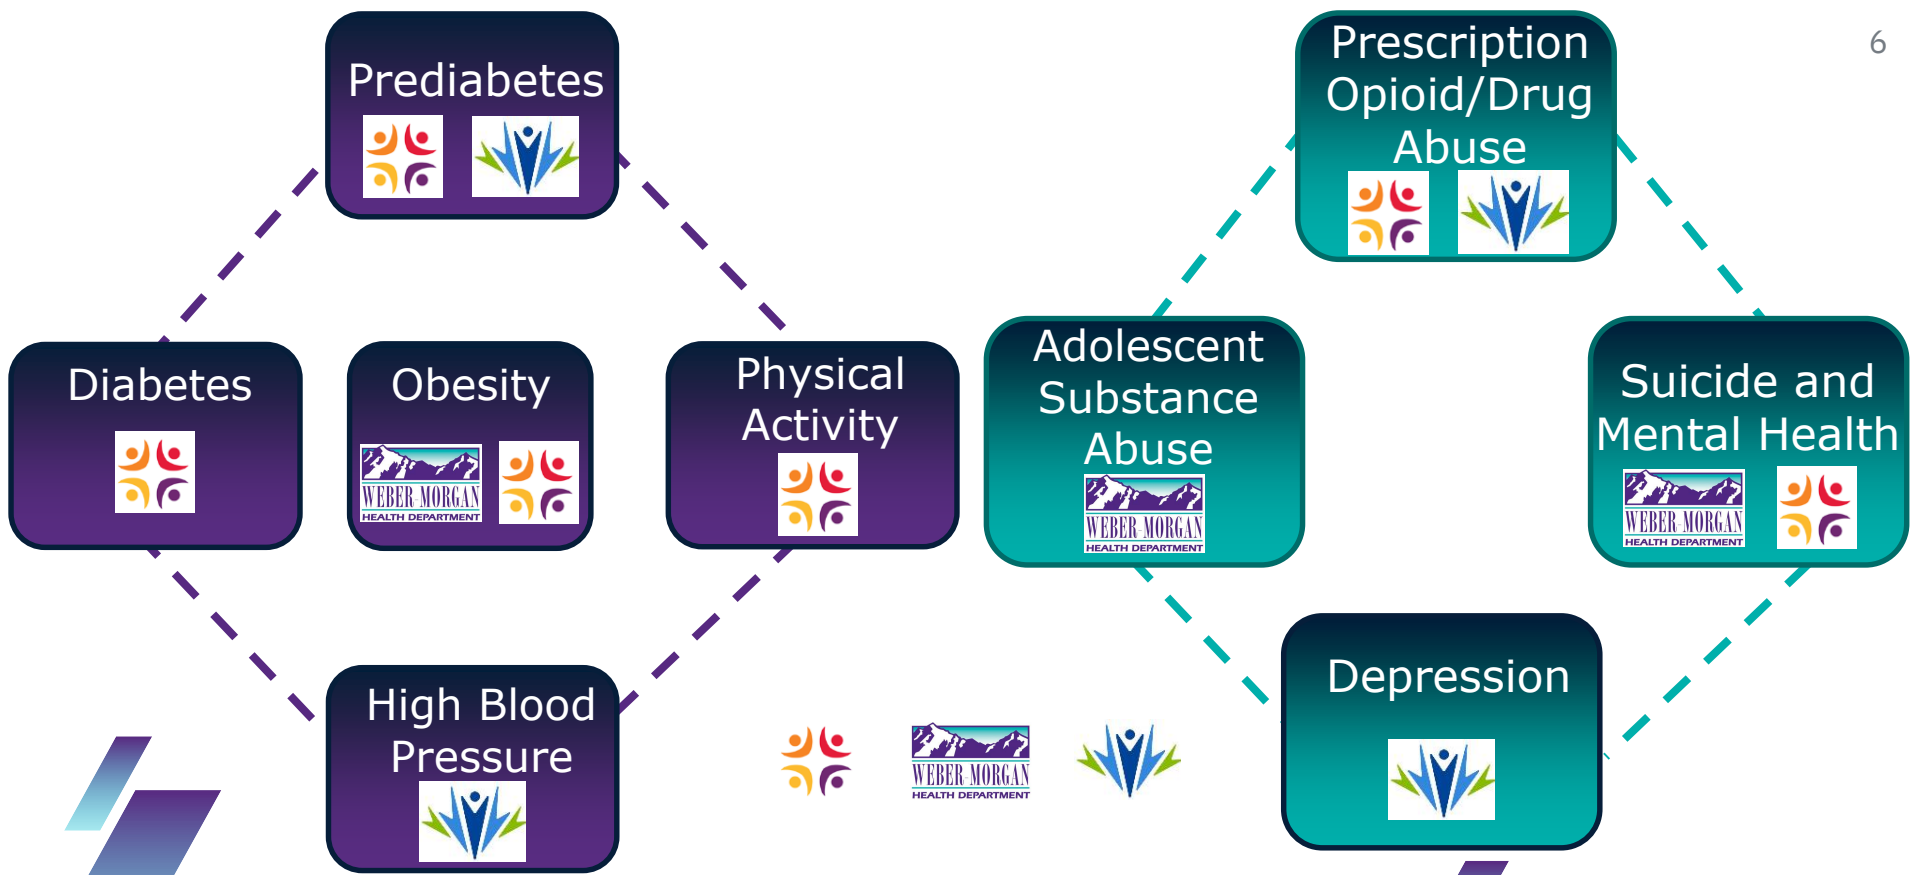 6
Prediabetes
Diabetes
Obesity
WEBER-MORGAN
HEALTH DEPARTMENT
Physical
Activity
High Blood
Pressure
WEBER-MORGAN
HEALTH DEPARTMENT
Prescription
Opioid/Drug
Abuse
Adolescent
Substance
Abuse
WEBER-MORGAN
HEALTH DEPARTMENT
Suicide and
Mental Health
WEBER-MORGAN
HEALTH DEPARTMENT
Depression